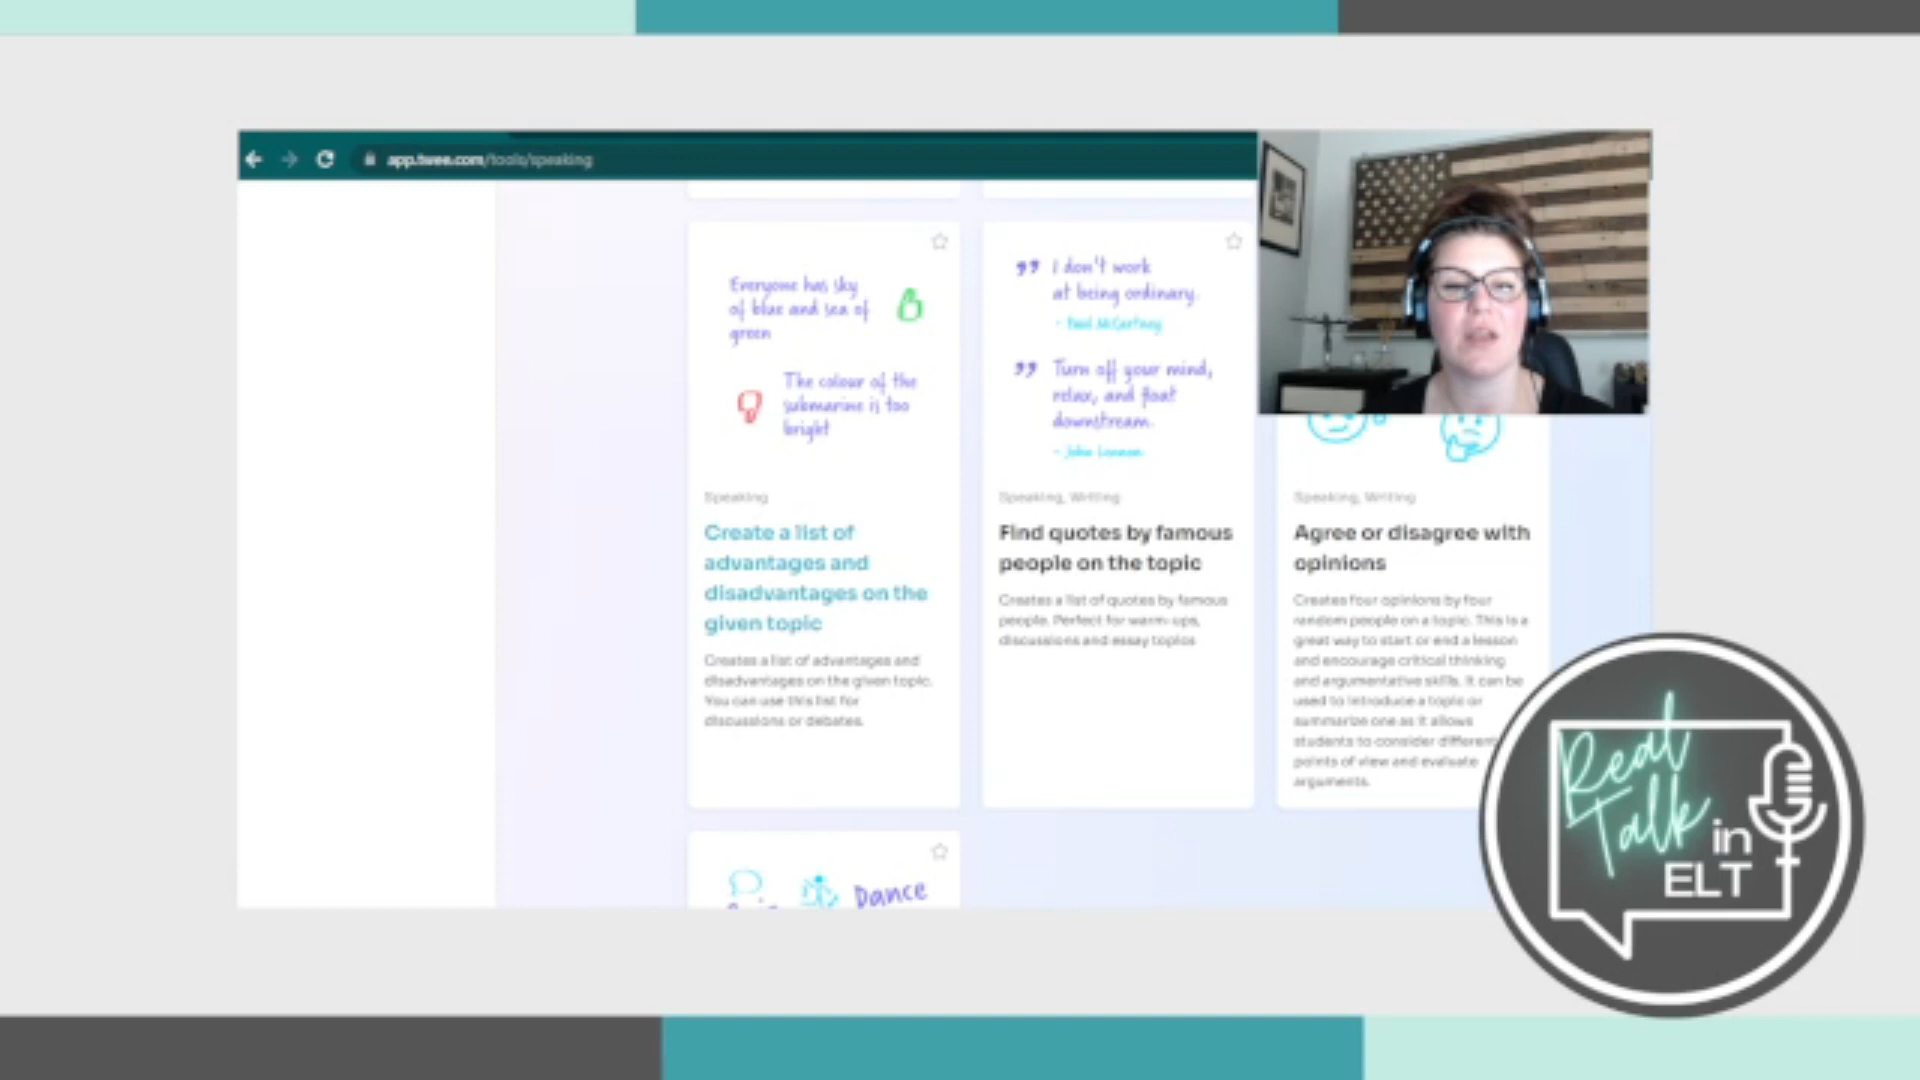 app.twee.com/tools/speaking
Everyone has sky
of blue and sea of
green
The colour of the
submarine is too
bright
Speaking
Create a list of
advantages and
disadvantages on the
given topic
Creates a list of advantages and
disadvantages on the given topic.
You can use this list for
discussions or debates.
I don't work
at being ordinary.
- Paul McCartney
Turn off your mind,
relax, and float
downstream.
- John Lennon
Speaking, Writing
Find quotes by famous
people on the topic
Creates a list of quotes by famous
people. Perfect for warm-ups,
discussions and essay topics
Speaking, Writing
Agree or disagree with
opinions
Creates four opinions by four
random people on a topic. This is a
great way to start or end a lesson
and encourage critical thinking
and argumentative skills. It can be
used to introduce a topic or
summarize one as it allows
students to consider different
points of view and evaluate
arguments.
Dance
Real
Talk
in
ELT